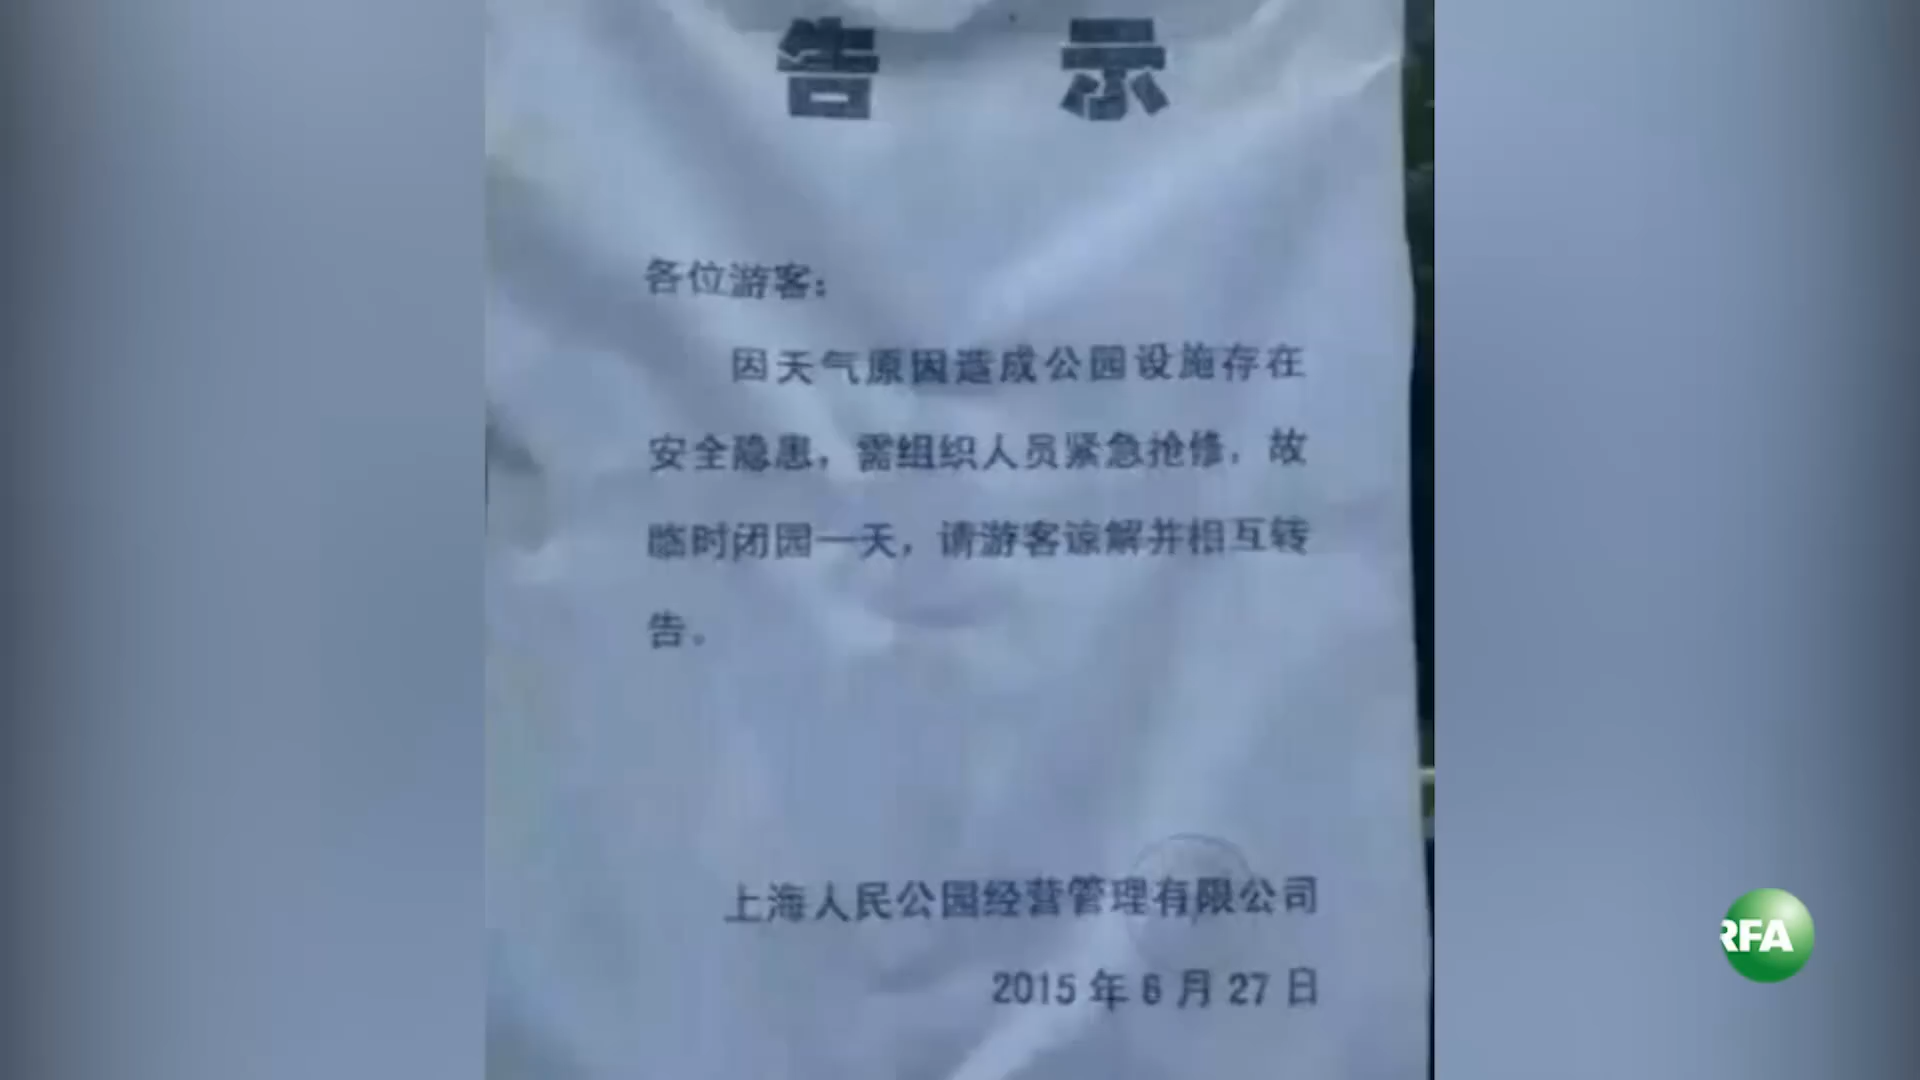 告 示
各位游客：
因天气原因造成公园设施存在
安全隐患，需组织人员紧急抢修，故
临时闭园一天，请游客谅解并相互转
告。
上海人民公园经营管理有限公司
2015 年 6 月 27 日
RFA